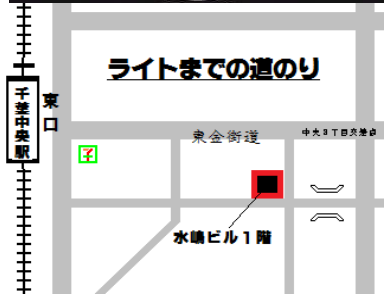 ライトまでの道のり
千葉中央駅
東口
東金街道
中央3丁目交差点
7
水嶋ビル1階